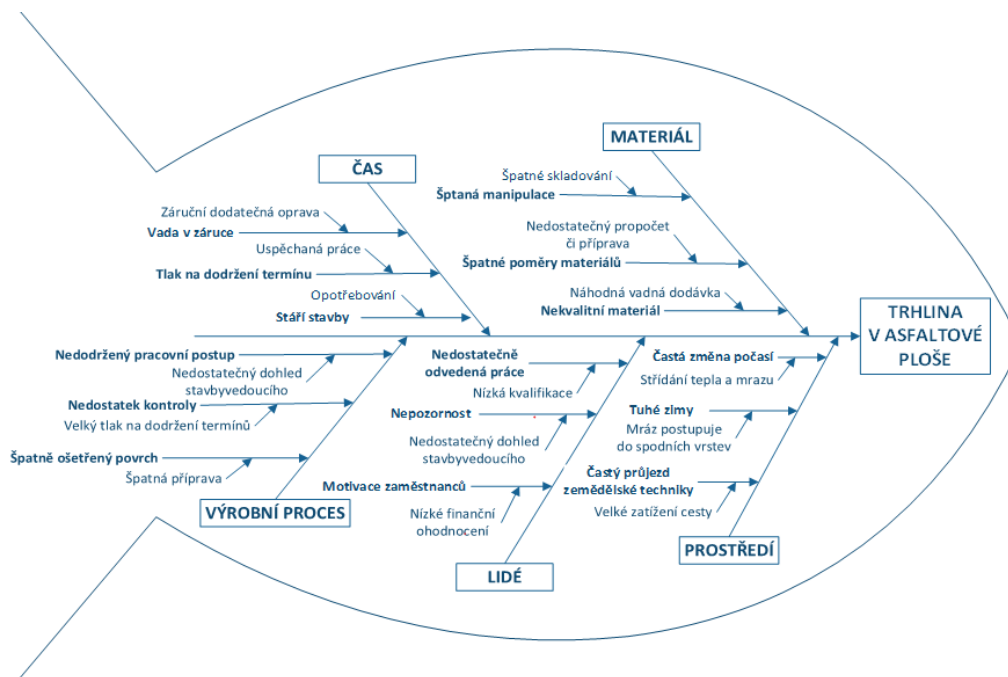 MATERIÁL
ČAS
Špatné skladování
Šptaná manipulace
Záruční dodatečná oprava
Vada v záruce
Nedostatečný propočet
či příprava
Uspěchaná práce
Špatné poměry materiálů
Tlak na dodržení termínu
Opotřebování
Náhodná vadná dodávka
Stáří stavby
Nekvalitní materiál
TRHLINA
V ASFALTOVÉ
PLOŠE
Nedodržený pracovní postup
Nedostatečný dohled
stavbyvedoucího
Nedostatek kontroly
Velký tlak na dodržení termínů
Špatně ošetřený povrch
Špatná příprava
VÝROBNÍ PROCES
Nedostatečně
odvedená práce
Nízká kvalifikace
Nepozornost
Nedostatečný dohled
stavbyvedoucího
Motivace zaměstnanců
Nízké finanční
ohodnocení
LIDÉ
Častá změna počasí
Střídání tepla a mrazu
Tuhé zimy
Mráz postupuje
do spodních vrstev
Častý průjezd
zemědělské techniky
Velké zatížení cesty
PROSTŘEDÍ